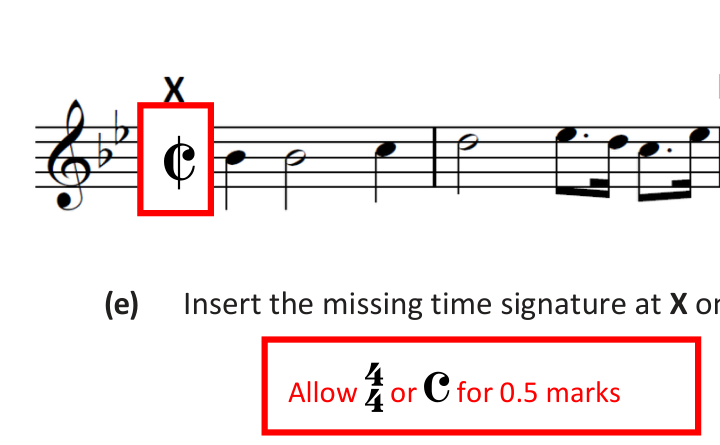 X
(e) Insert the missing time signature at X or
Allow 4/4 or C for 0.5 marks